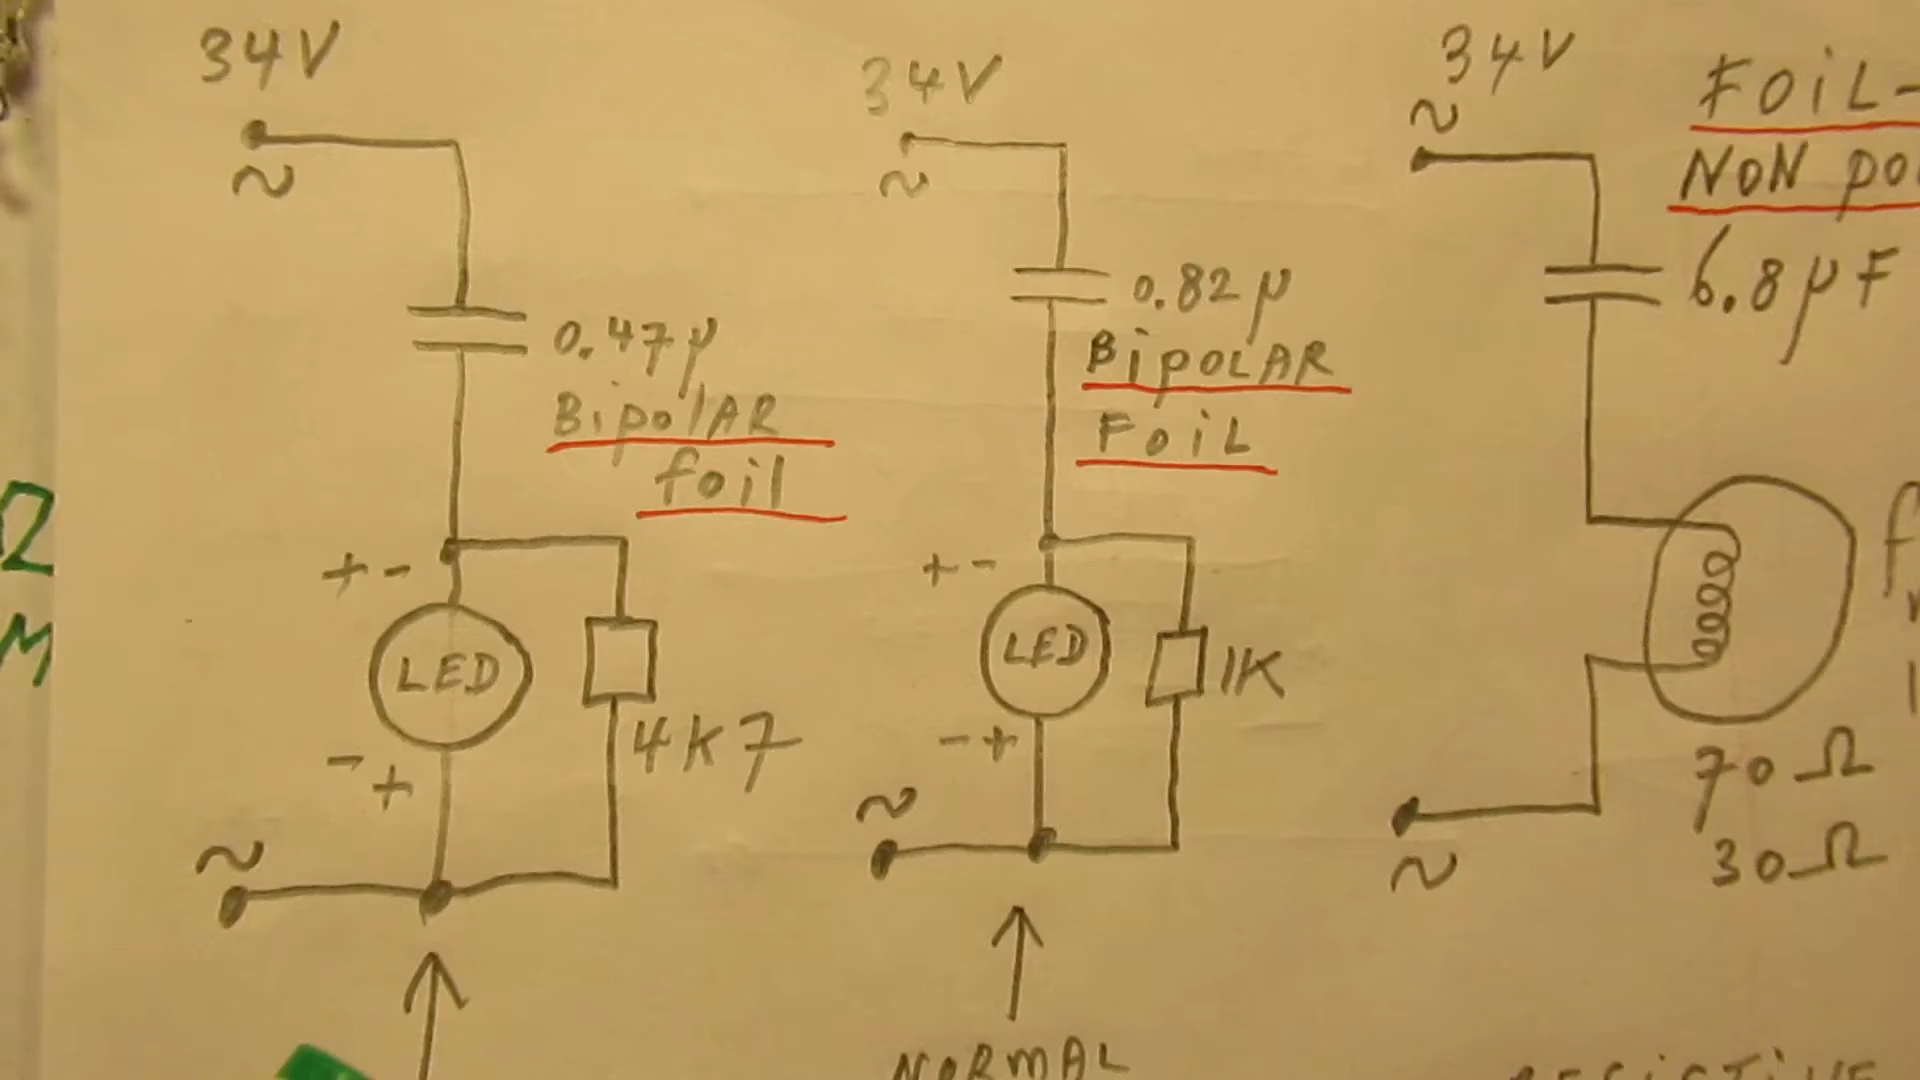 34V
~
0.47µ
BipolAR
foil
+ -
LED
- +
4K7
~
34V
~
0.82µ
BipoLAR
FoiL
+ -
LED
- +
1K
~
NORMAL
34V
~
FOiL-
NON
6.8µF
70Ω
30Ω
~
Ω
M